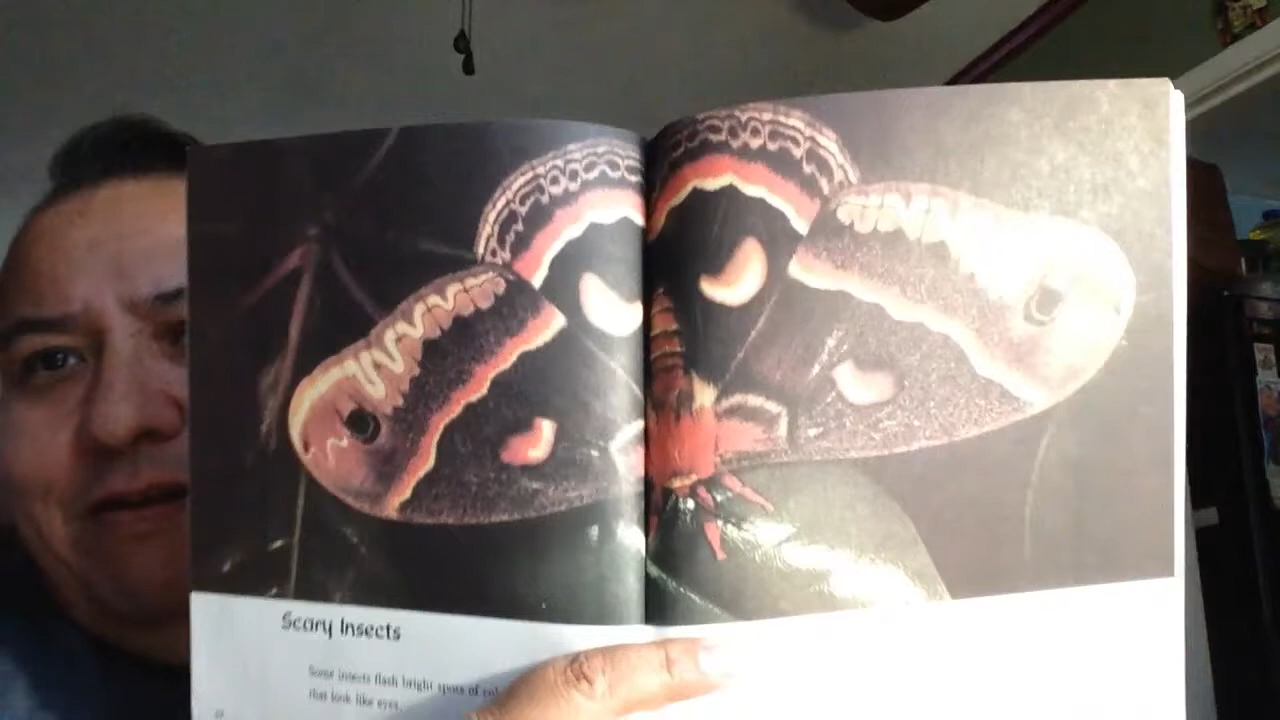 Scary Insects
Some insects flash bright spots of
that look like eyes.